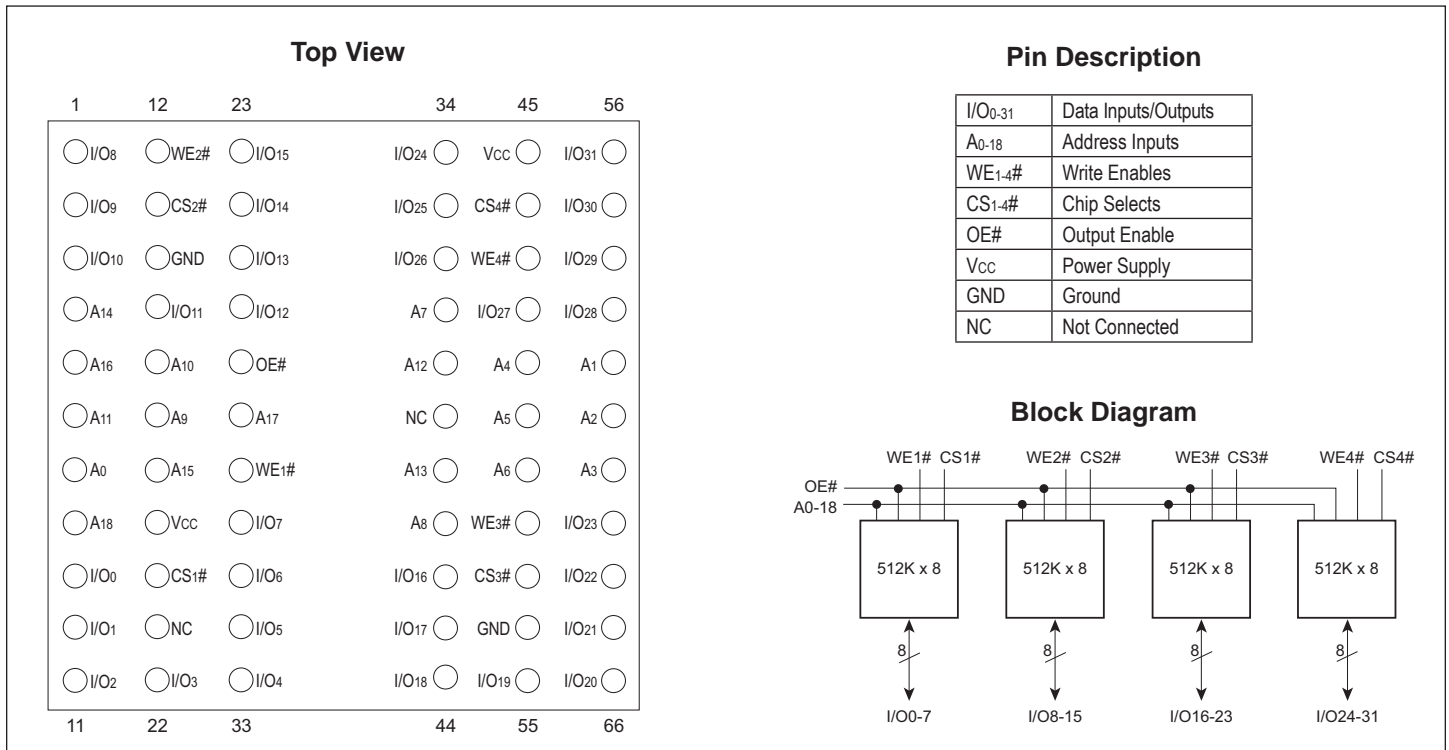 Top View
1 12 23 34 45 56
I/O8 WE2# I/O15 I/O24 VCC I/O31
I/O9 CS2# I/O14 I/O25 CS4# I/O30
I/O10 GND I/O13 I/O26 WE4# I/O29
A14 I/O11 I/O12 A7 I/O27 I/O28
A16 A10 OE# A12 A4 A1
A11 A9 A17 NC A5 A2
A0 A15 WE1# A13 A6 A3
A18 VCC I/O7 A8 WE3# I/O23
I/O0 CS1# I/O6 I/O16 CS3# I/O22
I/O1 NC I/O5 I/O17 GND I/O21
I/O2 I/O3 I/O4 I/O18 I/O19 I/O20
11 22 33 44 55 66
Pin Description
I/O0-31 Data Inputs/Outputs
A0-18 Address Inputs
WE1-4# Write Enables
CS1-4# Chip Selects
OE# Output Enable
VCC Power Supply
GND Ground
NC Not Connected
Block Diagram
WE1# CS1# WE2# CS2# WE3# CS3# WE4# CS4#
OE#
A0-18
512K x 8 512K x 8 512K x 8 512K x 8
8 8 8 8
I/O0-7 I/O8-15 I/O16-23 I/O24-31